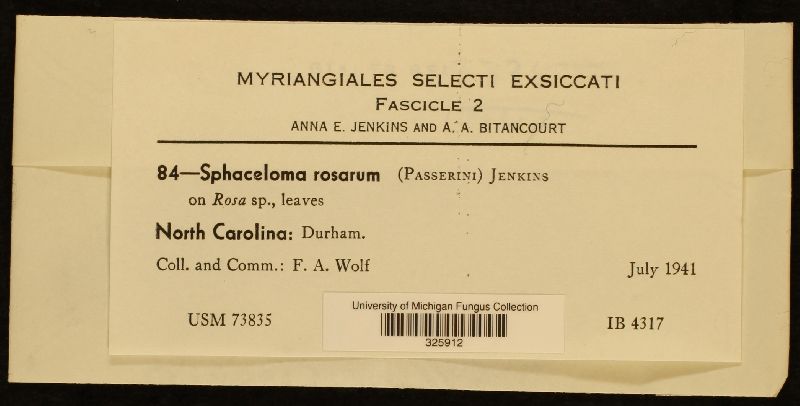 MYRIANGIALES SELECTI EXSICCATI
FASCICLE 2
ANNA E. JENKINS AND A. A. BITANCOURT
84—Sphaceloma rosarum (PASSERINI) JENKINS
on Rosa sp., leaves
North Carolina: Durham.
Coll. and Comm.: F. A. Wolf July 1941
USM 73835 IB 4317
University of Michigan Fungus Collection
325912